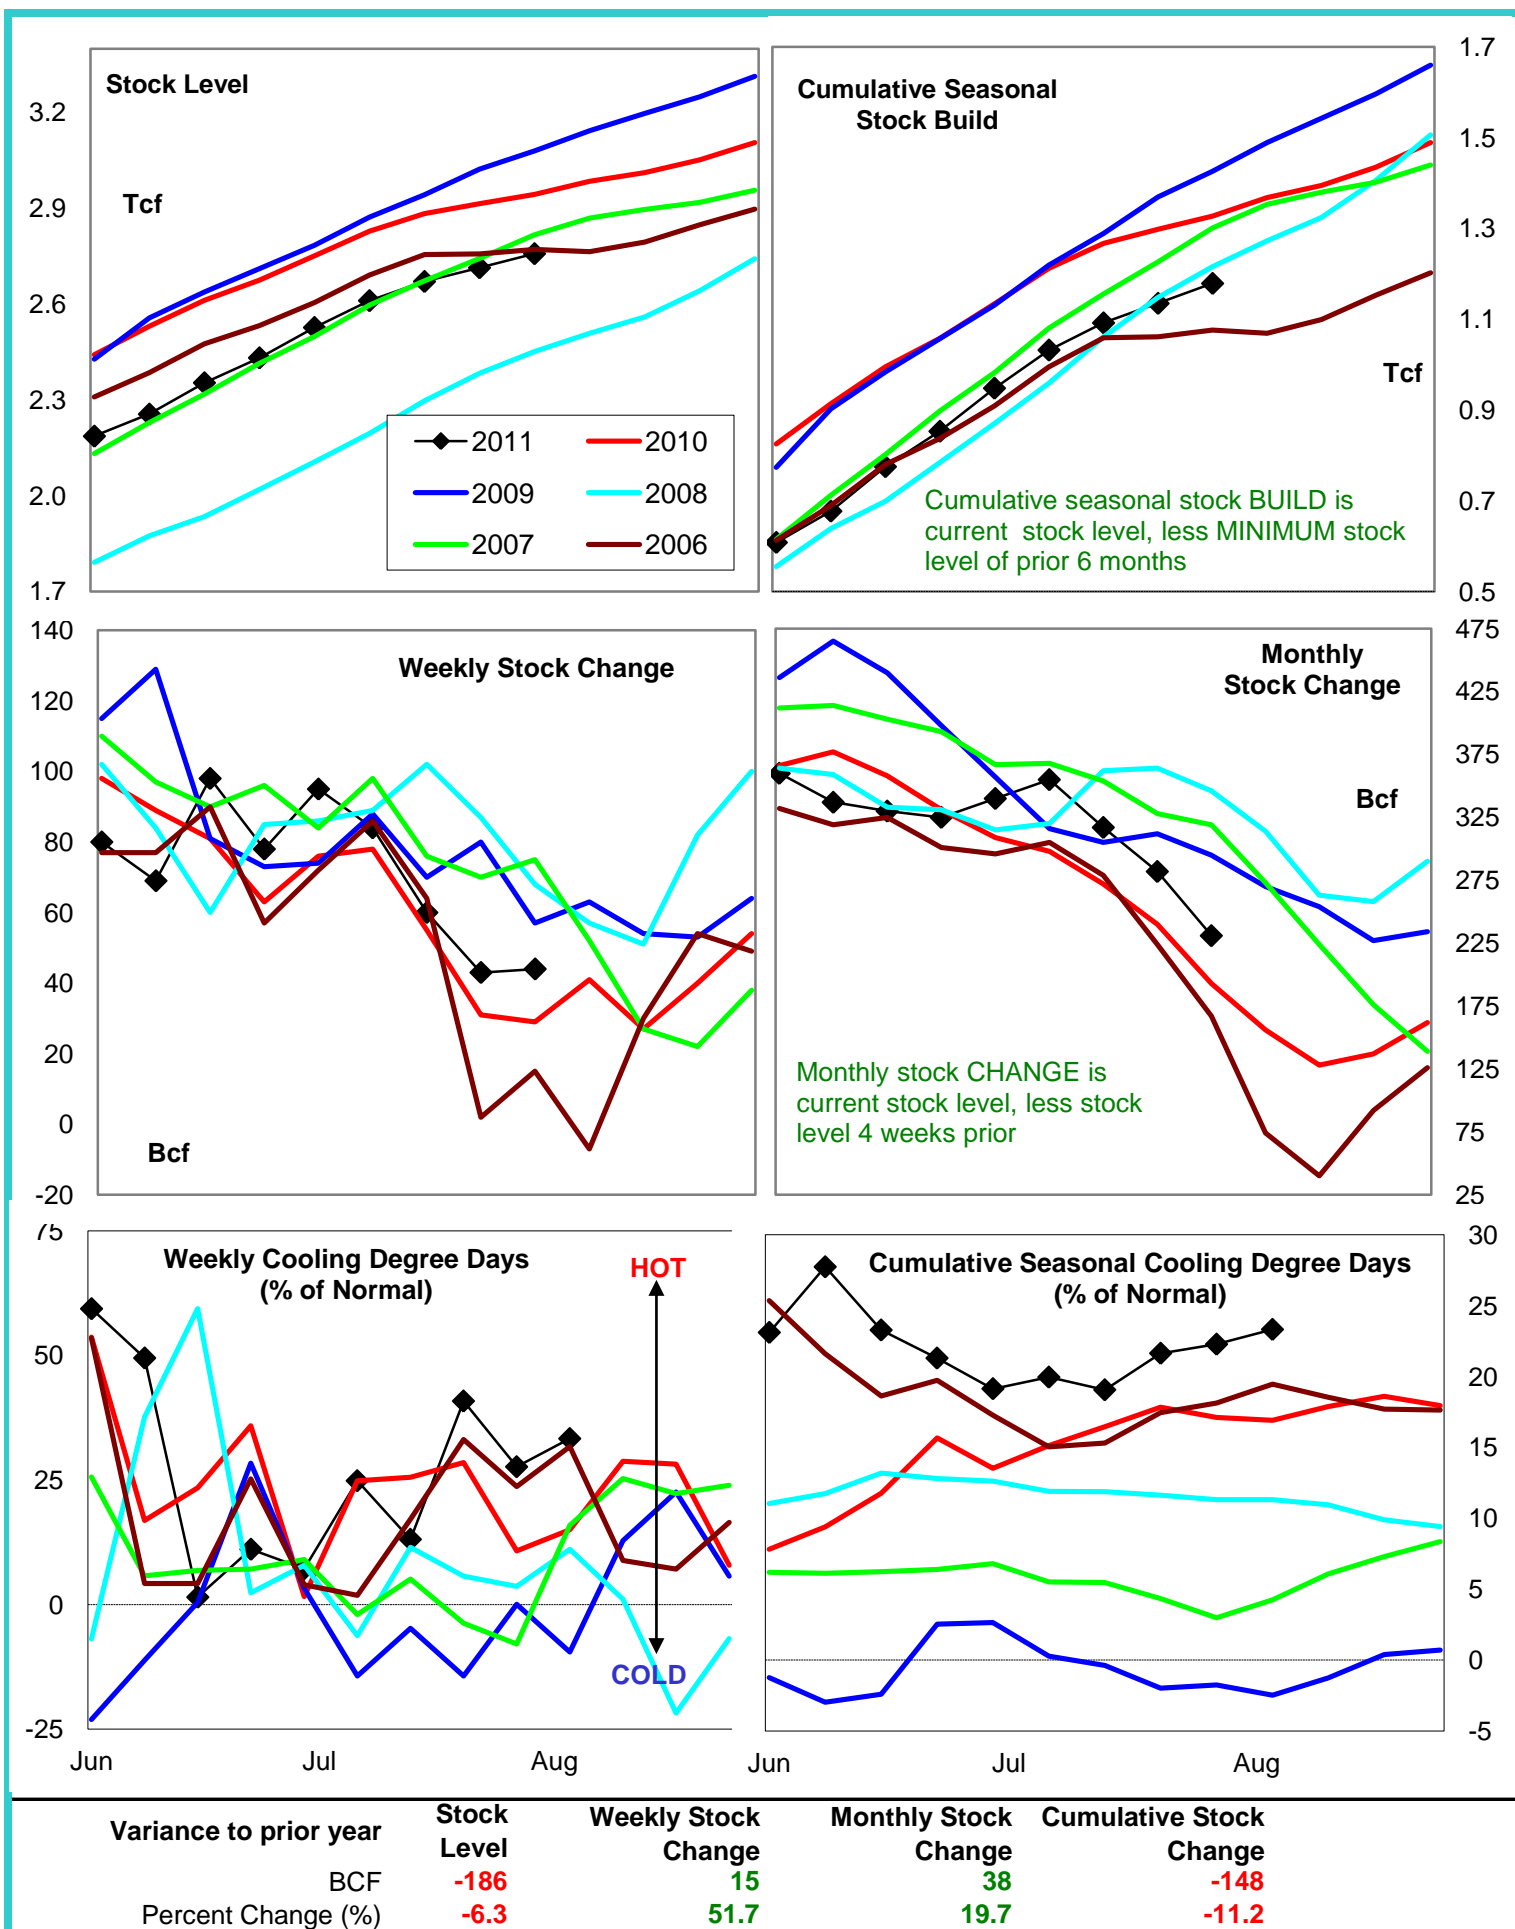 Stock Level
Tcf
3.2
2.9
2.6
2.3
2.0
1.7
2011
2010
2009
2008
2007
2006
Cumulative Seasonal
Stock Build
1.7
1.5
1.3
1.1
0.9
0.7
0.5
Tcf
Cumulative seasonal stock BUILD is
current stock level, less MINIMUM stock
level of prior 6 months
Weekly Stock Change
140
120
100
80
60
40
20
0
-20
Bcf
Monthly
Stock Change
475
425
375
325
275
225
175
125
75
25
Bcf
Monthly stock CHANGE is
current stock level, less stock
level 4 weeks prior
Weekly Cooling Degree Days
(% of Normal)
HOT
COLD
75
50
25
0
-25
Jun Jul Aug
Cumulative Seasonal Cooling Degree Days
(% of Normal)
30
25
20
15
10
5
0
-5
Jun Jul Aug
Variance to prior year
Stock
Level
Weekly Stock
Change
Monthly Stock
Change
Cumulative Stock
Change
BCF -186 15 38 -148
Percent Change (%) -6.3 51.7 19.7 -11.2